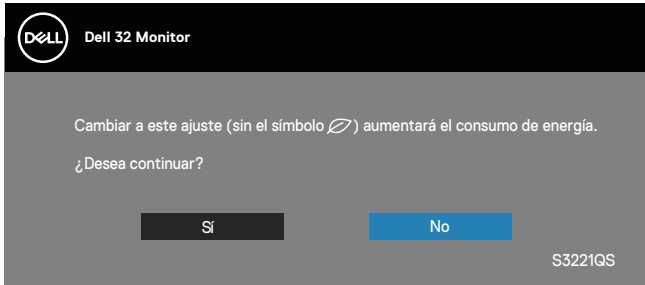 DELL
Dell 32 Monitor
Cambiar a este ajuste (sin el símbolo ) aumentará el consumo de energía.
¿Desea continuar?
Sí
No
S3221QS